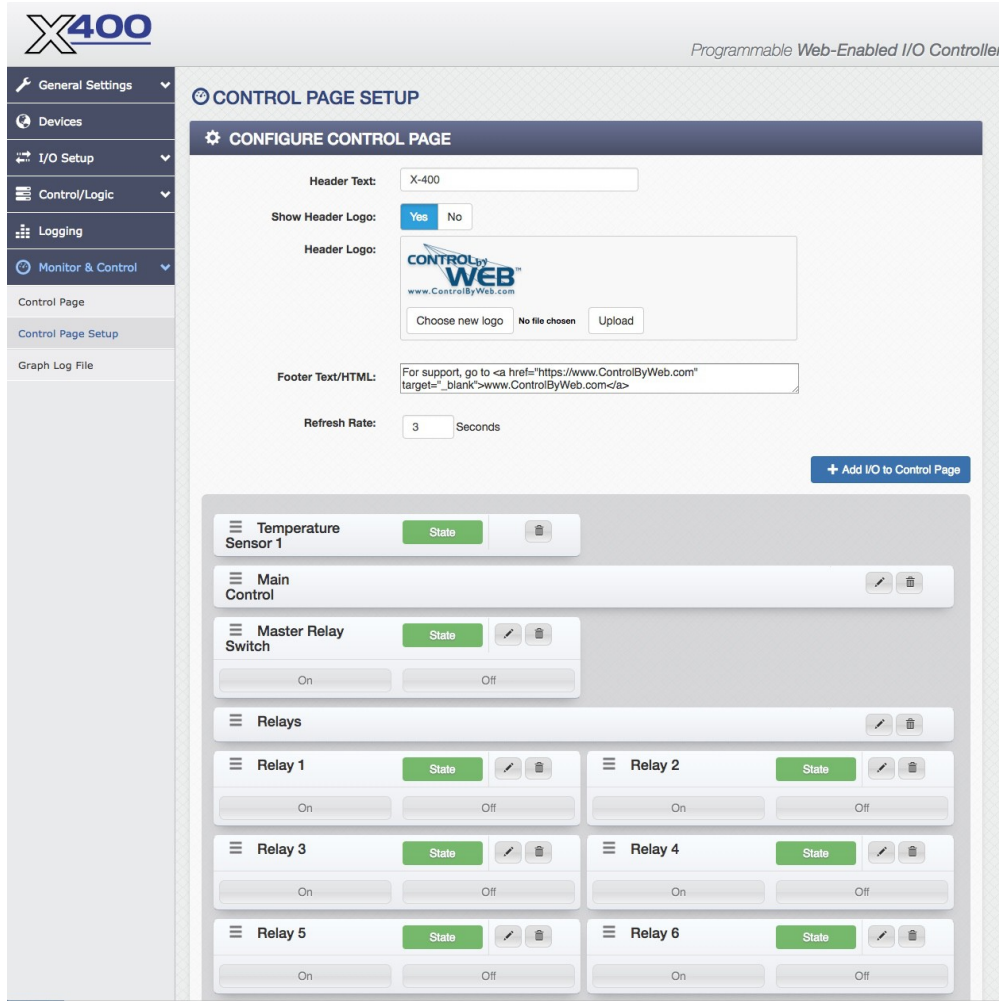 X400
Programmable Web-Enabled I/O Controller
General Settings
Devices
I/O Setup
Control/Logic
Logging
Monitor & Control
Control Page
Control Page Setup
Graph Log File
CONTROL PAGE SETUP
CONFIGURE CONTROL PAGE
Header Text: X-400
Show Header Logo: Yes No
Header Logo:
CONTROL by
WEB™
www.ControlByWeb.com
Choose new logo No file chosen Upload
Footer Text/HTML:
For support, go to <a href="https://www.ControlByWeb.com"
target="_blank">www.ControlByWeb.com</a>
Refresh Rate: 3 Seconds
+ Add I/O to Control Page
Temperature State
Sensor 1
Main
Control
Master Relay State
Switch
On Off
Relays
Relay 1 State Relay 2 State
On Off On Off
Relay 3 State Relay 4 State
On Off On Off
Relay 5 State Relay 6 State
On Off On Off